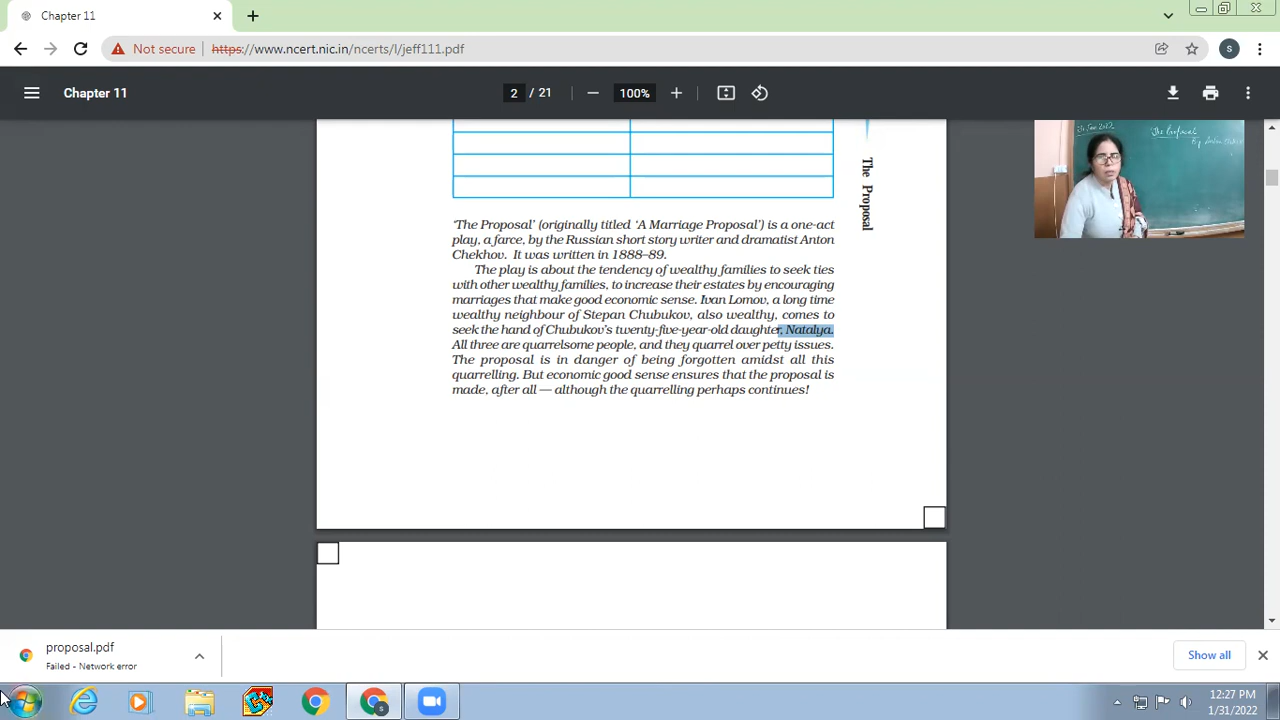 Chapter 11
Not secure
https://www.ncert.nic.in/ncerts/l/jeff111.pdf
S
Chapter 11
2 / 21
100%
The Proposal
The Proposal
By Anton
'The Proposal' (originally titled 'A Marriage Proposal') is a one-act
play, a farce, by the Russian short story writer and dramatist Anton
Chekhov. It was written in 1888–89.
The play is about the tendency of wealthy families to seek ties
with other wealthy families, to increase their estates by encouraging
marriages that make good economic sense. Ivan Lomov, a long time
wealthy neighbour of Stepan Chubukov, also wealthy, comes to
seek the hand of Chubukov's twenty-five-year-old daughter, Natalya.
All three are quarrelsome people, and they quarrel over petty issues.
The proposal is in danger of being forgotten amidst all this
quarrelling. But economic good sense ensures that the proposal is
made, after all — although the quarrelling perhaps continues!
proposal.pdf
Failed - Network error
Show all
12:27 PM
1/31/2022